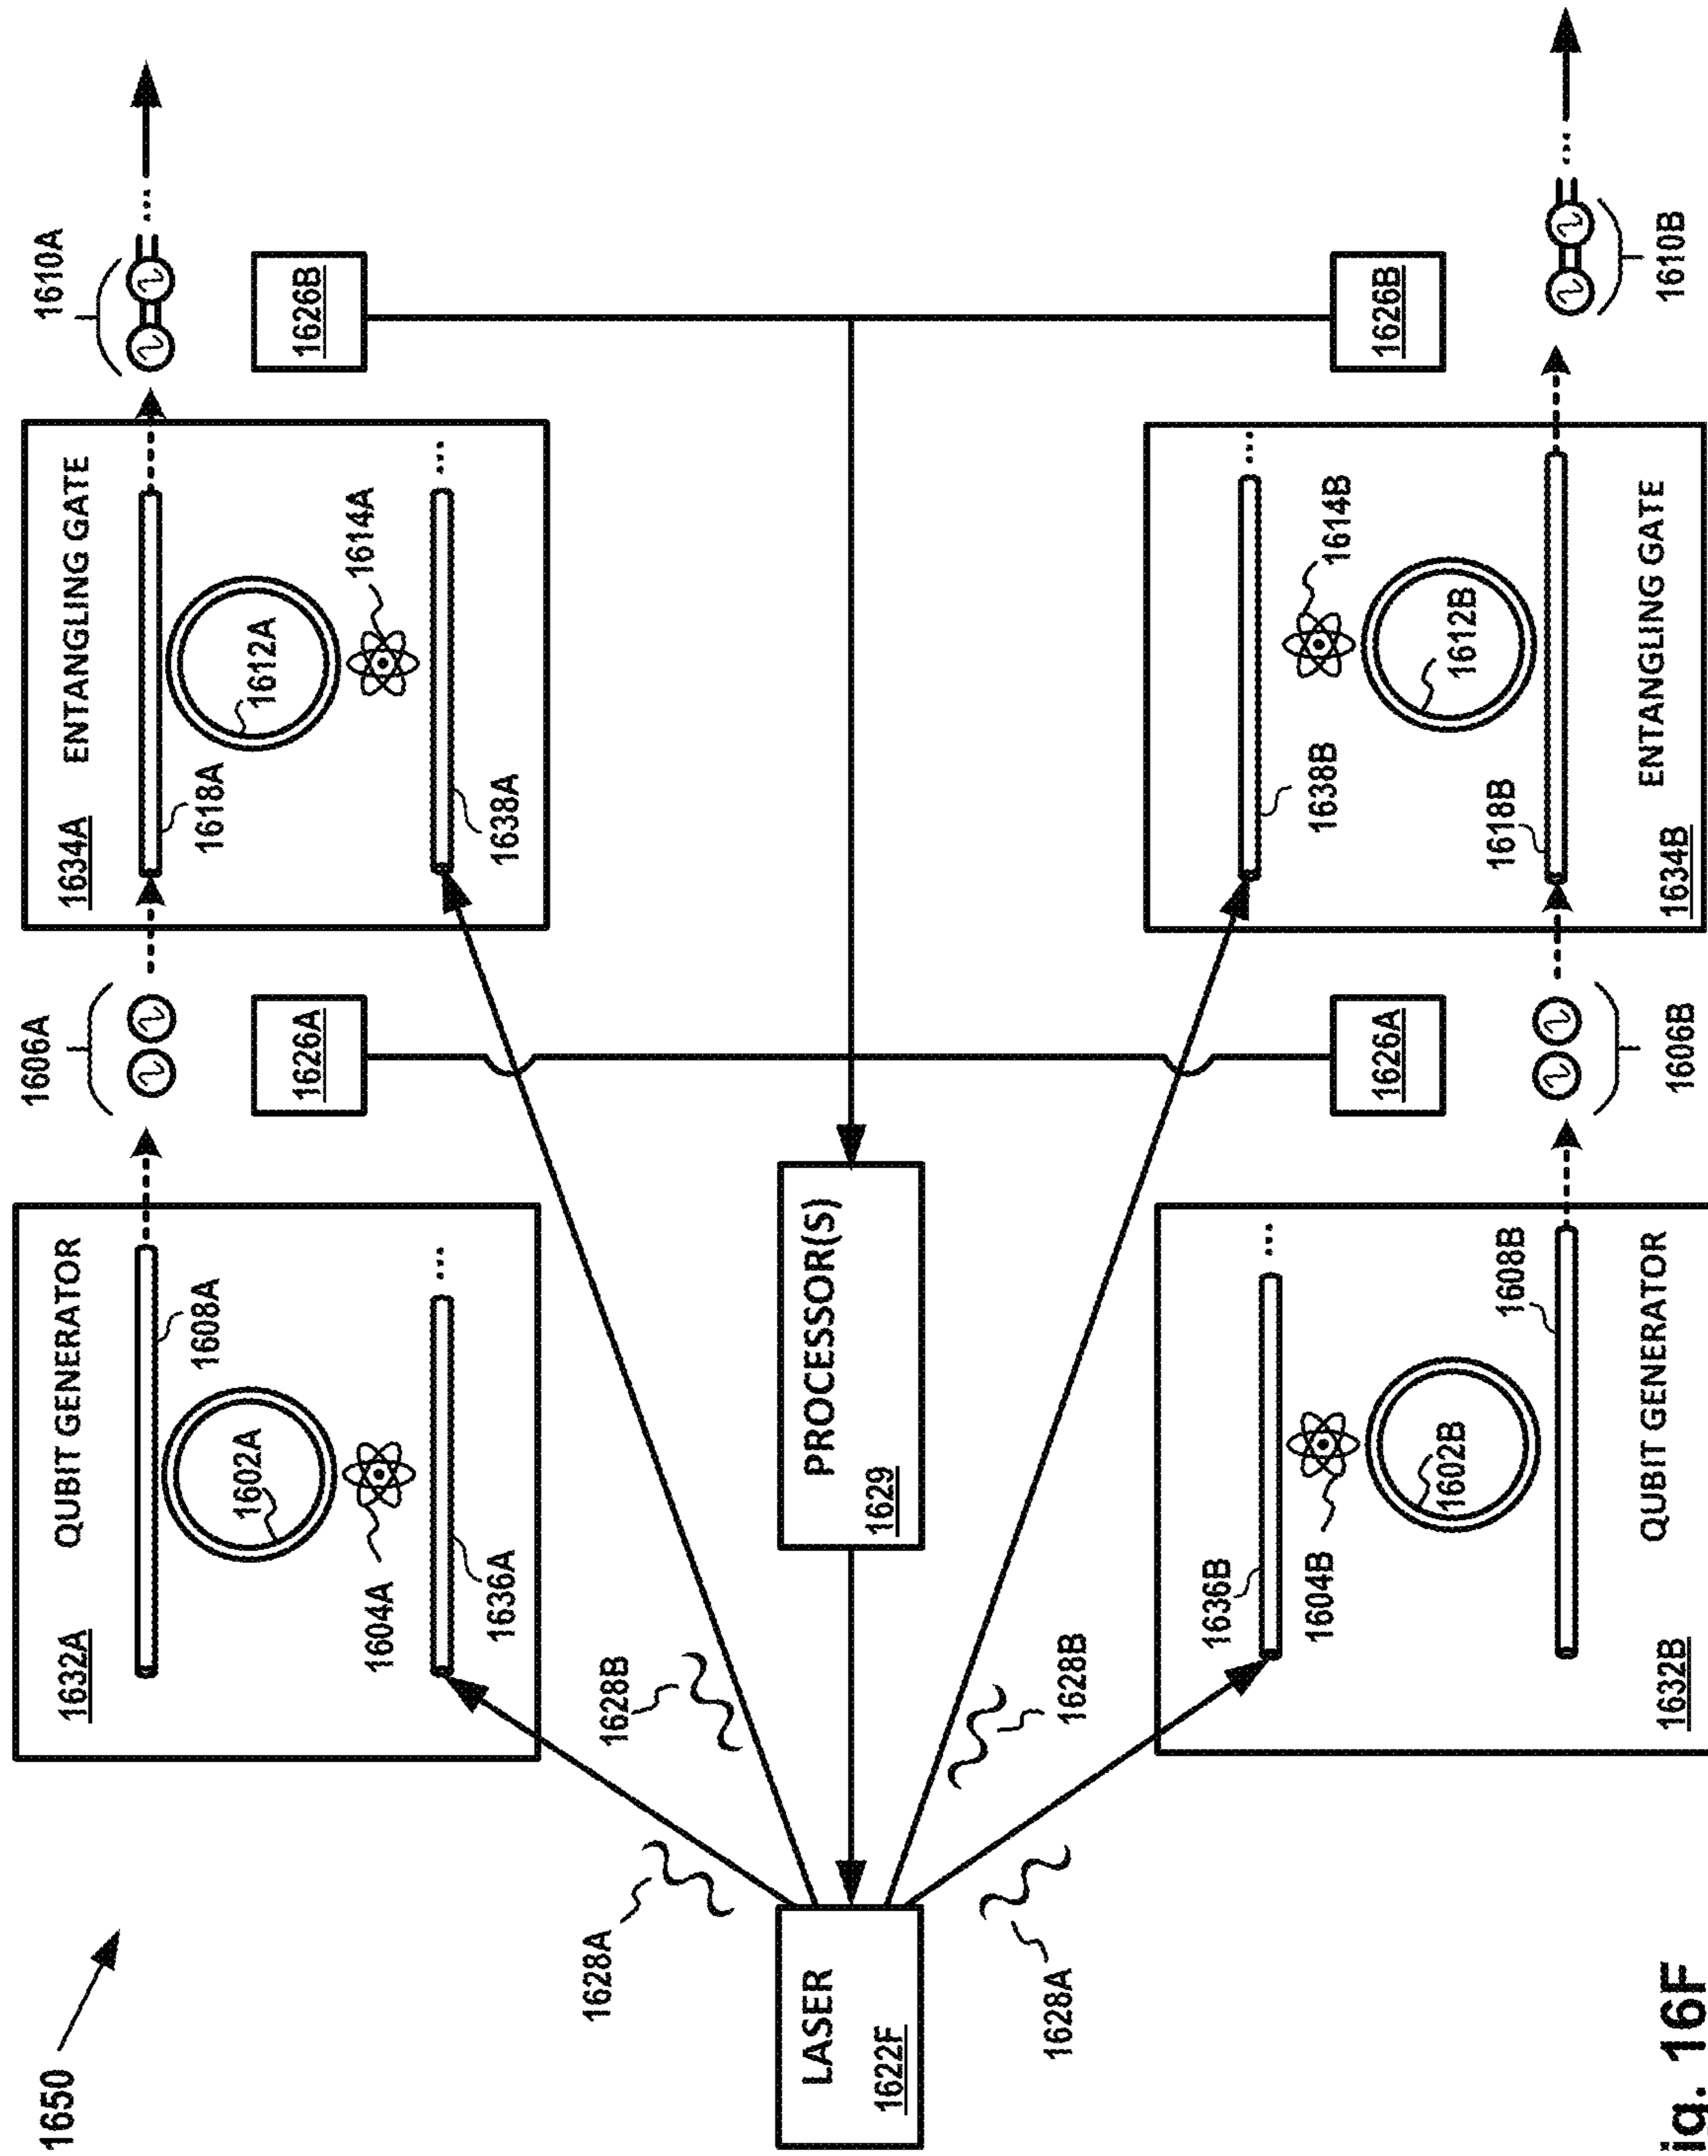 1650
1632A
QUBIT GENERATOR
1608A
1602A
1604A
1636A
1606A
1626A
1634A
ENTANGLING GATE
1618A
1612A
1614A
1638A
1610A
1626B
...
...
...
1628A
1628B
LASER
1622F
PROCESSOR(S)
1629
1628A
1628B
1636B
...
1604B
1602B
1608B
1632B
QUBIT GENERATOR
1626A
1606B
1638B
...
1614B
1612B
1618B
1634B
ENTANGLING GATE
1626B
...
1610B
ig. 16F